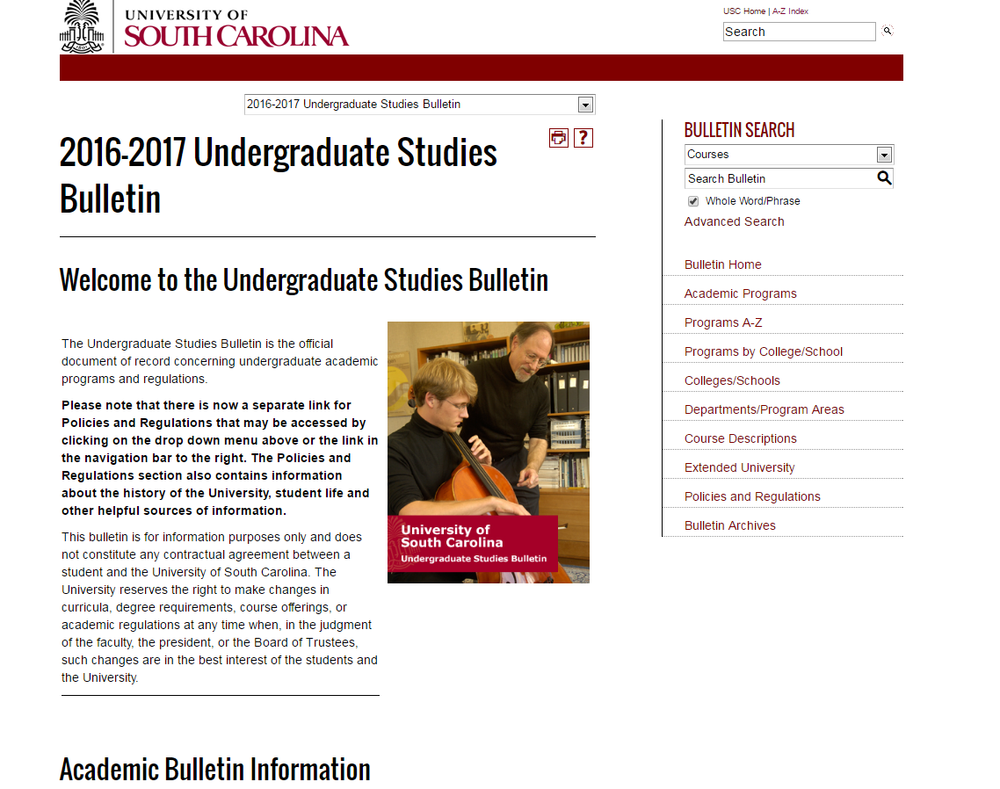 UNIVERSITY OF
SOUTH CAROLINA
USC Home | A-Z Index
Search
2016-2017 Undergraduate Studies Bulletin
2016-2017 Undergraduate Studies
Bulletin
?
Welcome to the Undergraduate Studies Bulletin
The Undergraduate Studies Bulletin is the official
document of record concerning undergraduate academic
programs and regulations.
Please note that there is now a separate link for
Policies and Regulations that may be accessed by
clicking on the drop down menu above or the link in
the navigation bar to the right. The Policies and
Regulations section also contains information
about the history of the University, student life and
other helpful sources of information.
This bulletin is for information purposes only and does
not constitute any contractual agreement between a
student and the University of South Carolina. The
University reserves the right to make changes in
curricula, degree requirements, course offerings, or
academic regulations at any time when, in the judgment
of the faculty, the president, or the Board of Trustees,
such changes are in the best interest of the students and
the University.
University of
South Carolina
Undergraduate Studies Bulletin
Academic Bulletin Information
BULLETIN SEARCH
Courses
Search Bulletin
Whole Word/Phrase
Advanced Search
Bulletin Home
Academic Programs
Programs A-Z
Programs by College/School
Colleges/Schools
Departments/Program Areas
Course Descriptions
Extended University
Policies and Regulations
Bulletin Archives